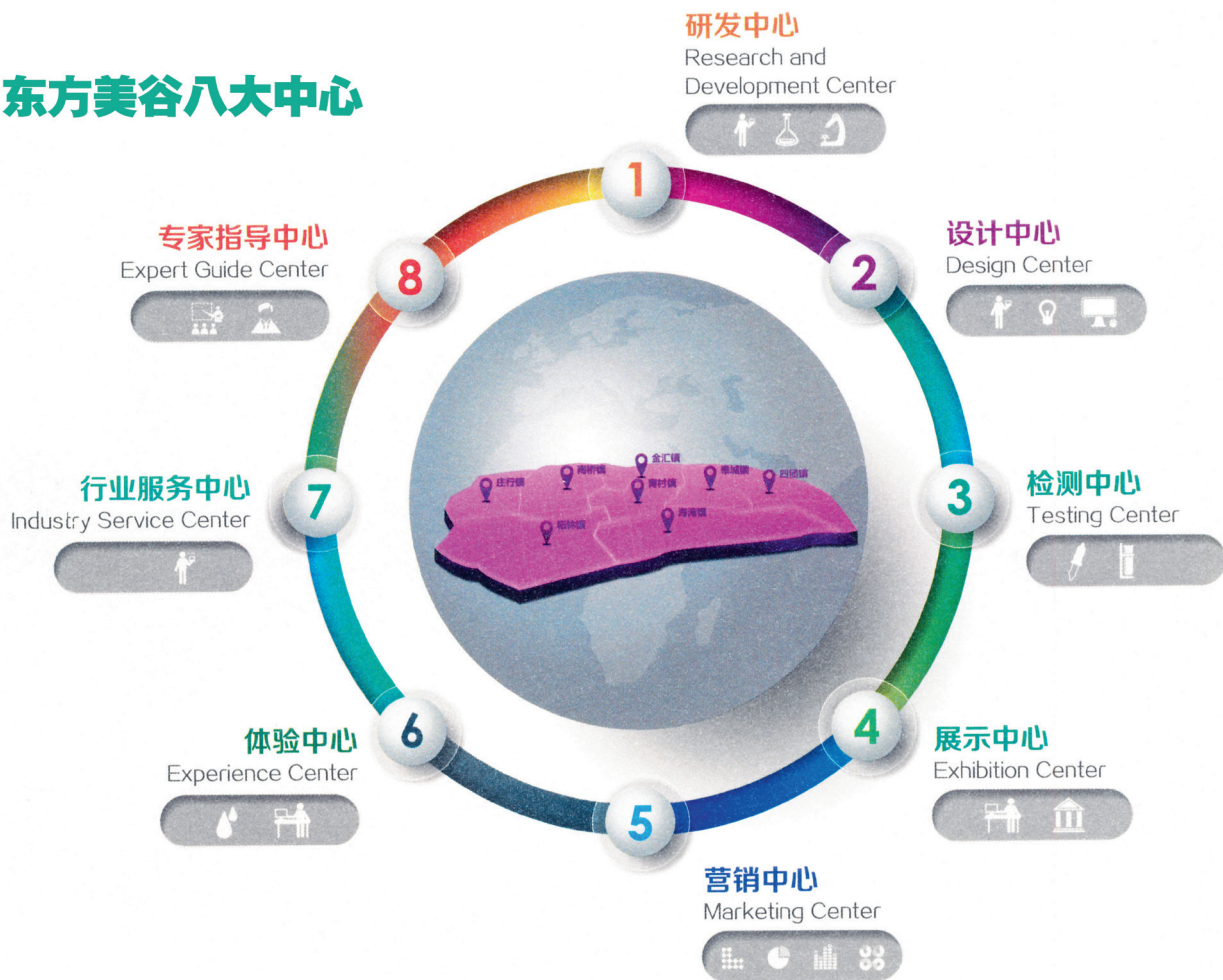 东方美谷八大中心
1
研发中心
Research and
Development Center
2
设计中心
Design Center
3
检测中心
Testing Center
4
展示中心
Exhibition Center
5
营销中心
Marketing Center
6
体验中心
Experience Center
7
行业服务中心
Industry Service Center
8
专家指导中心
Expert Guide Center
庄行镇
南桥镇
金汇镇
奉城镇
四团镇
柘林镇
海湾镇